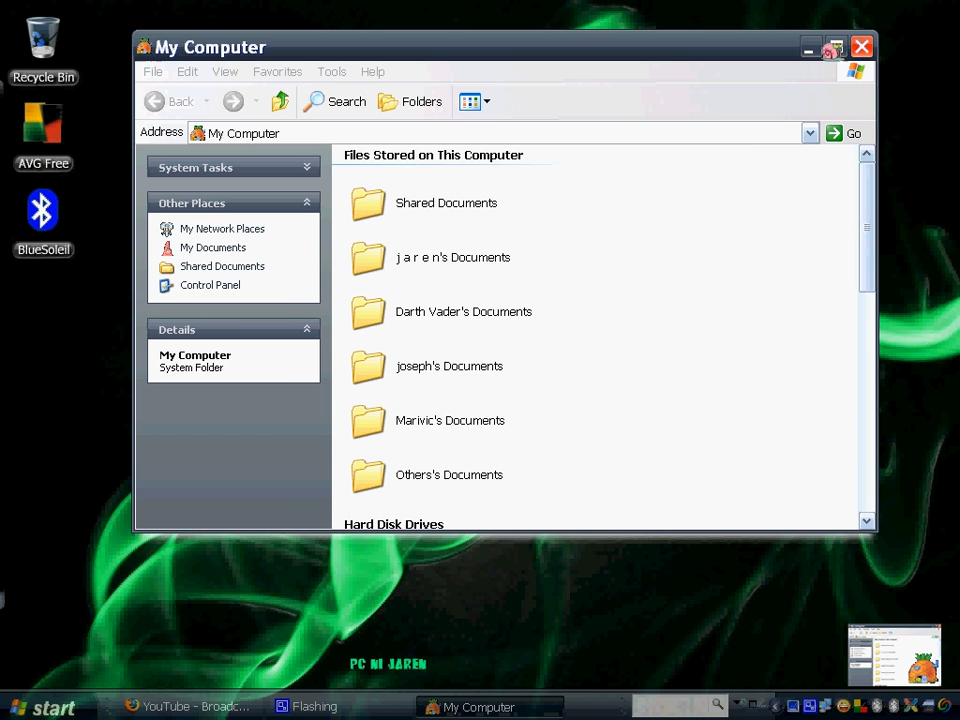 Recycle Bin
AVG Free
BlueSoleil
My Computer
File Edit View Favorites Tools Help
Back Search Folders
Address My Computer Go
System Tasks
Other Places
My Network Places
My Documents
Shared Documents
Control Panel
Details
My Computer
System Folder
Files Stored on This Computer
Shared Documents
j a r e n's Documents
Darth Vader's Documents
joseph's Documents
Marivic's Documents
Others's Documents
Hard Disk Drives
PC NI JAREN
start YouTube - Broadc... Flashing My Computer